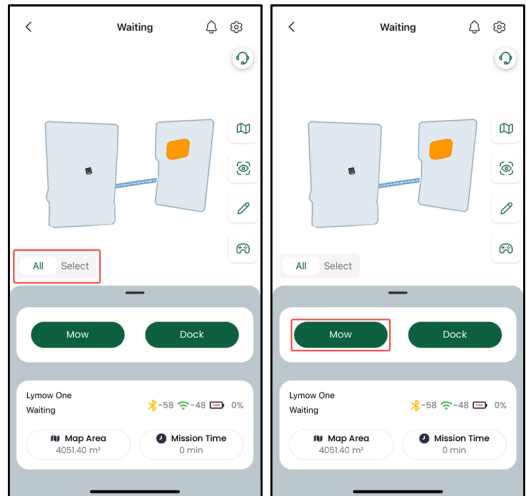 Waiting
All Select
Mow Dock
Lymow One
Waiting
-58 -48 0%
Map Area Mission Time
4051.40 m² 0 min
Waiting
All Select
Mow Dock
Lymow One
Waiting
-58 -48 0%
Map Area Mission Time
4051.40 m² 0 min